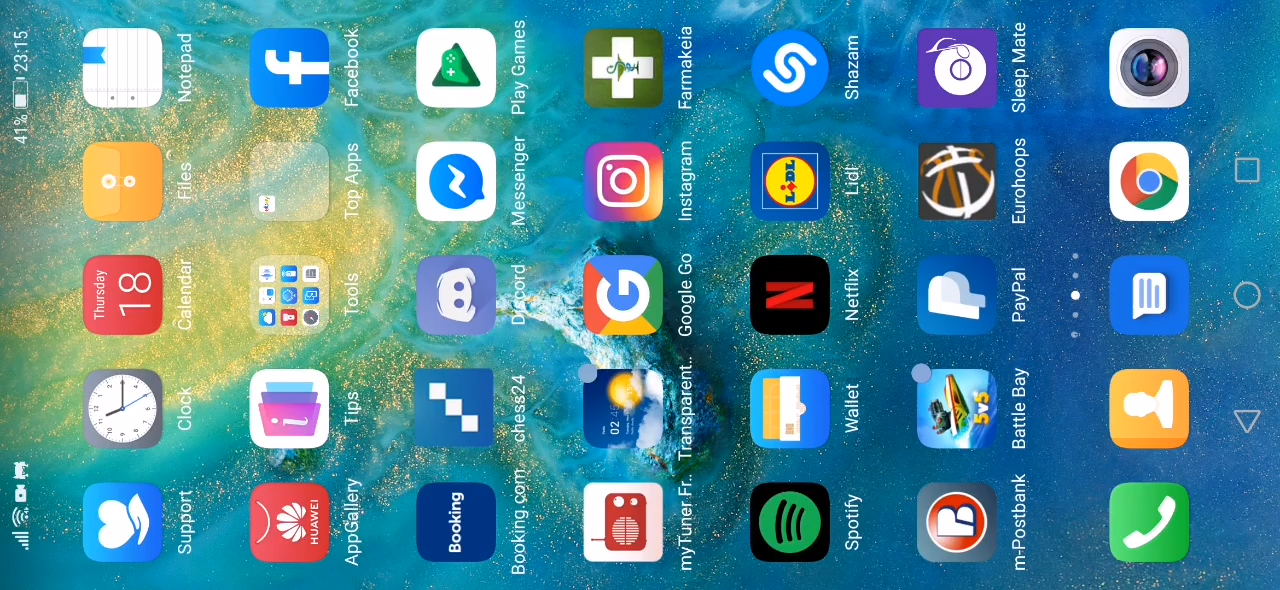 41% 23:15
Thursday
18
Support Clock Calendar Files Notepad
HUAWEI
ebay
AppGallery Tips Tools Top Apps Facebook
Booking
Booking.com chess24 Discord Messenger Play Games
myTuner Fr.. Transparent.. Google Go Instagram Farmakeia
LIDL
Spotify Wallet Netflix Lidl Shazam
5v5
m-Postbank Battle Bay PayPal Eurohoops Sleep Mate